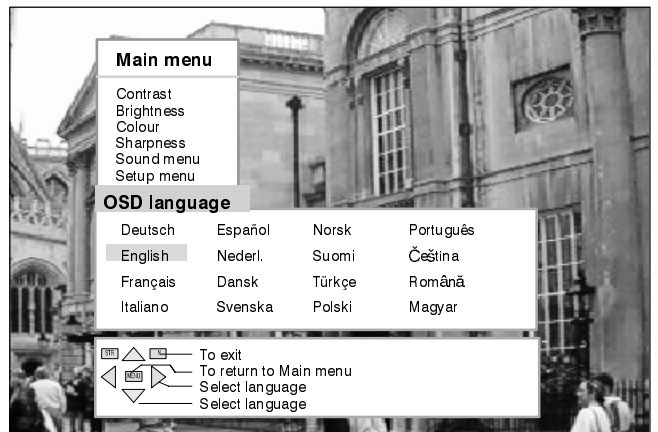 Main menu
Contrast
Brightness
Colour
Sharpness
Sound menu
Setup menu
OSD language
Deutsch Español Norsk Português
English Nederl. Suomi Čeština
Français Dansk Türkçe Română
Italiano Svenska Polski Magyar
STR N To exit
To return to Main menu
MENU Select language
Select language